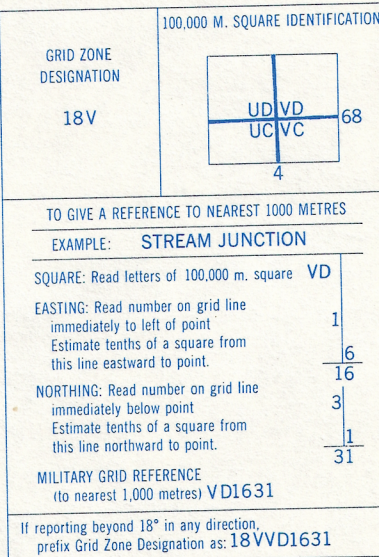 GRID ZONE
DESIGNATION
18V
100,000 M. SQUARE IDENTIFICATION
UD VD
UC VC
68
4
TO GIVE A REFERENCE TO NEAREST 1000 METRES
EXAMPLE: STREAM JUNCTION
SQUARE: Read letters of 100,000 m. square VD
EASTING: Read number on grid line
immediately to left of point 1
Estimate tenths of a square from
this line eastward to point. 6
16
NORTHING: Read number on grid line
immediately below point 3
Estimate tenths of a square from
this line northward to point. 1
31
MILITARY GRID REFERENCE
(to nearest 1,000 metres) VD1631
If reporting beyond 18° in any direction,
prefix Grid Zone Designation as: 18VVD1631